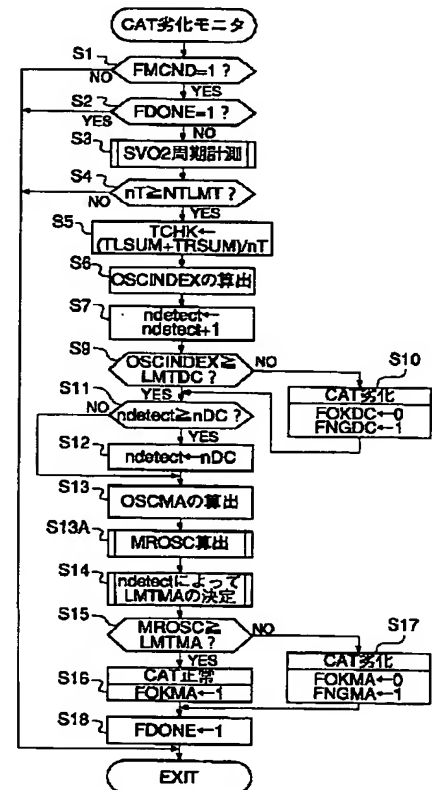 CAT劣化モニタ
S1
FMCND=1 ?
NO
YES
S2
FDONE=1 ?
YES
NO
S3
SVO2周期計測
S4
nT≧NTLMT ?
NO
YES
S5
TCHK←
(TLSUM+TRSUM)/nT
S6
OSCINDEXの算出
S7
ndetect←
ndetect+1
S9
OSCINDEX≧
LMTDC ?
NO
YES
S10
CAT劣化
FOKDC←0
FNGDC←1
S11
ndetect≧nDC ?
NO
YES
S12
ndetect←nDC
S13
OSCMAの算出
S13A
MROSC算出
S14
ndetectによって
LMTMAの決定
S15
MROSC≧
LMTMA ?
NO
YES
S17
CAT劣化
FOKMA←0
FNGMA←1
S16
CAT正常
FOKMA←1
S18
FDONE←1
EXIT